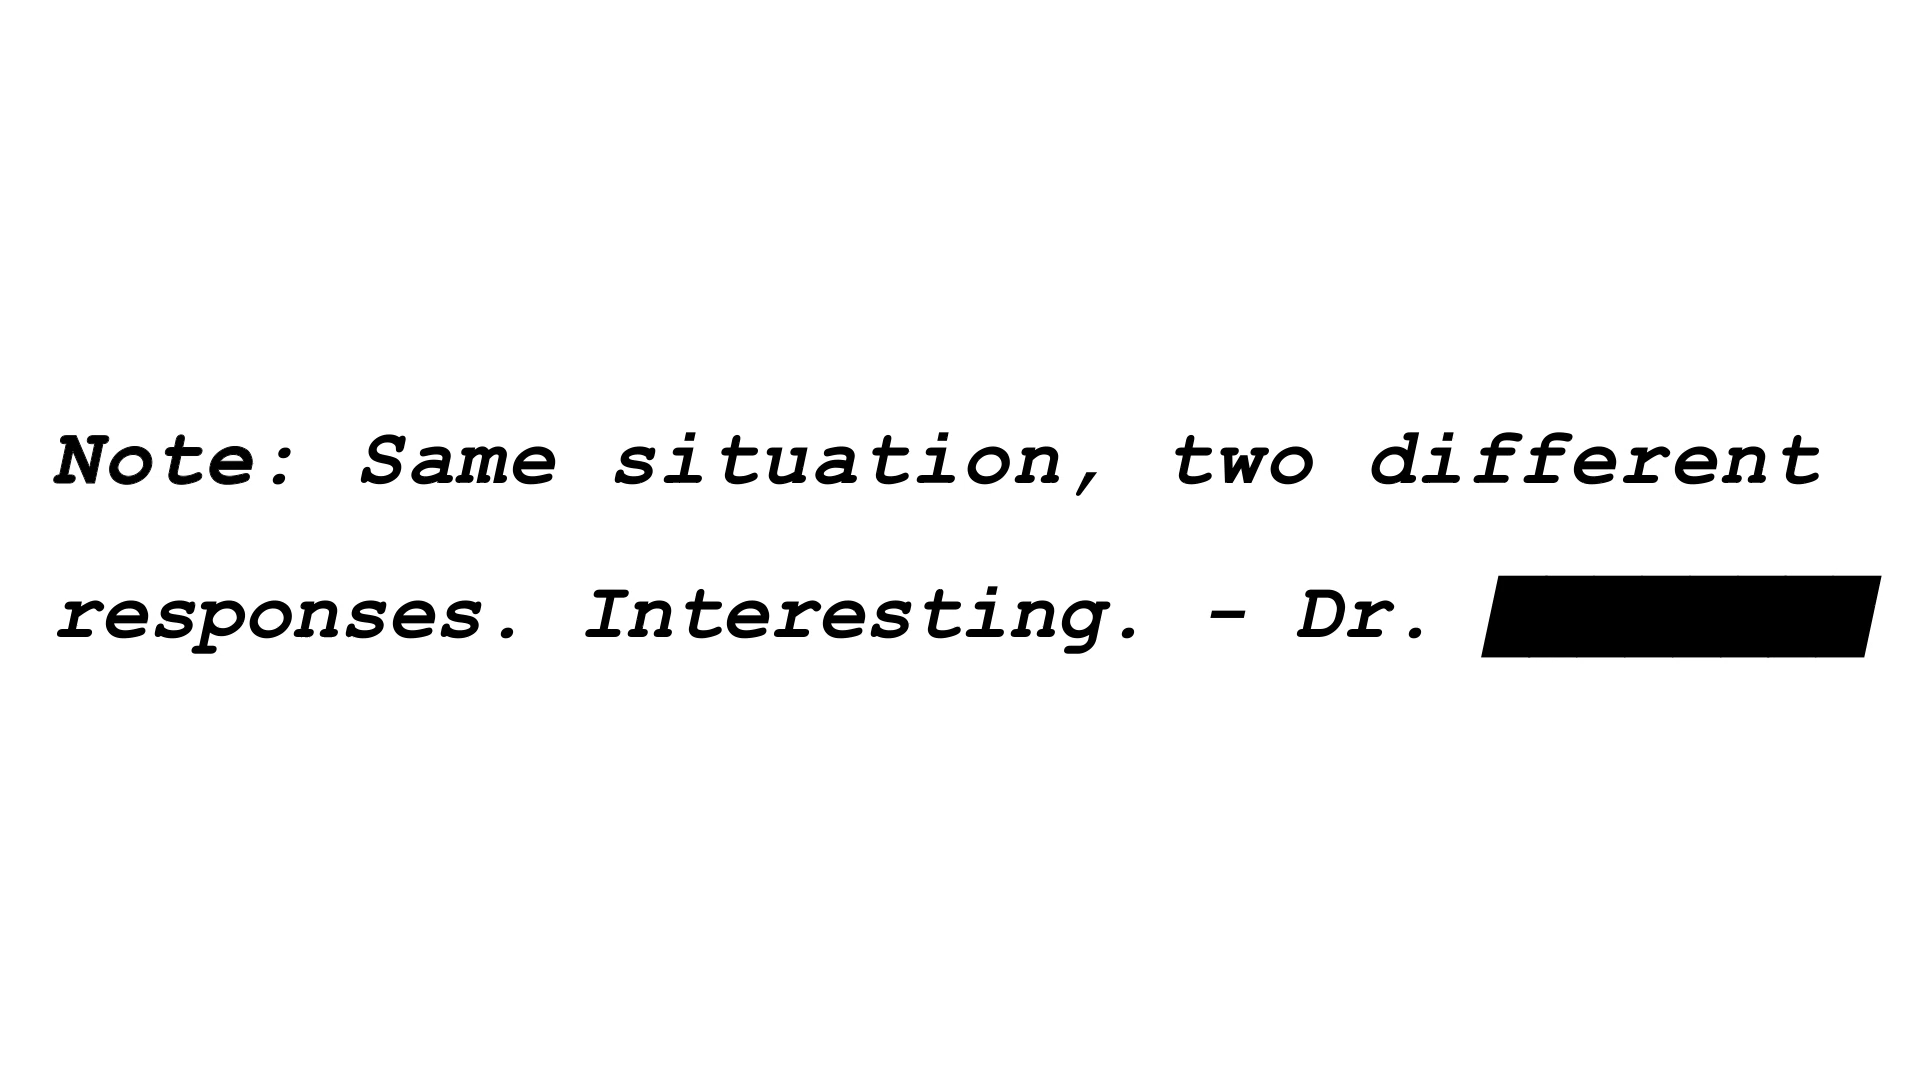 Note: Same situation, two different
responses. Interesting. - Dr.